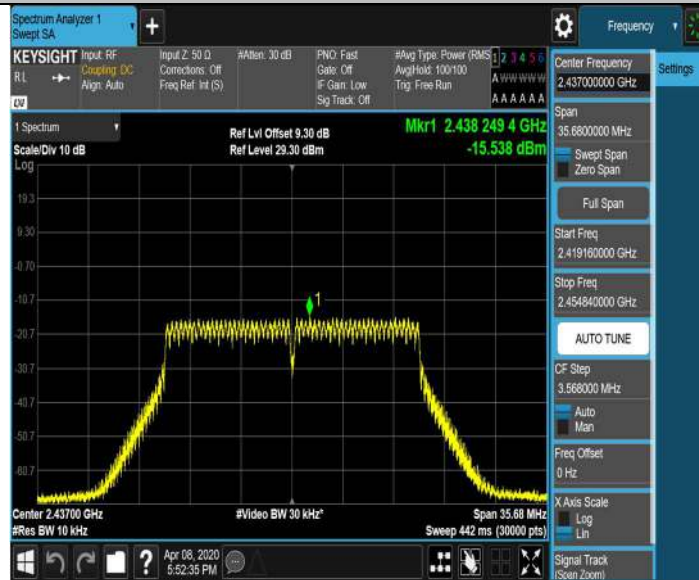 Spectrum Analyzer 1
Swept SA
+
Frequency
KEYSIGHT
RL
Input: RF
Coupling: DC
Align: Auto
Input Z: 50 Ω
Corrections: Off
Freq Ref: Int (S)
#Atten: 30 dB
PNO: Fast
Gate: Off
IF Gain: Low
Sig Track: Off
#Avg Type: Power (RMS
Avg|Hold: 100/100
Trig: Free Run
1 2 3 4 5 6
A W W W W W
A A A A A A
1 Spectrum
Scale/Div 10 dB
Log
Ref Lvl Offset 9.30 dB
Ref Level 29.30 dBm
Mkr1 2.438 249 4 GHz
-15.538 dBm
19.3
9.30
-0.70
-10.7
-20.7
-30.7
-40.7
-50.7
-60.7
1
Center 2.43700 GHz
#Res BW 10 kHz
#Video BW 30 kHz*
Span 35.68 MHz
Sweep 442 ms (30000 pts)
Center Frequency
2.437000000 GHz
Settings
Span
35.6800000 MHz
Swept Span
Zero Span
Full Span
Start Freq
2.419160000 GHz
Stop Freq
2.454840000 GHz
AUTO TUNE
CF Step
3.568000 MHz
Auto
Man
Freq Offset
0 Hz
X Axis Scale
Log
Lin
Signal Track
(Span Zoom)
?
Apr 08, 2020
5:52:35 PM